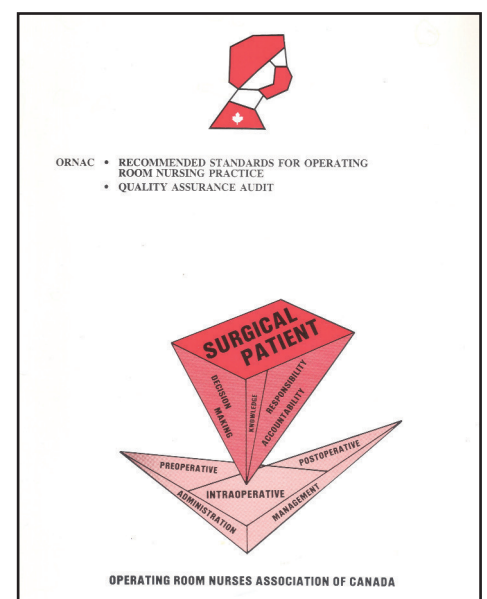 ORNAC • RECOMMENDED STANDARDS FOR OPERATING
ROOM NURSING PRACTICE
• QUALITY ASSURANCE AUDIT
SURGICAL
PATIENT
DECISION
MAKING
KNOWLEDGE
RESPONSIBILITY
ACCOUNTABILITY
PREOPERATIVE
POSTOPERATIVE
INTRAOPERATIVE
ADMINISTRATION
MANAGEMENT
OPERATING ROOM NURSES ASSOCIATION OF CANADA